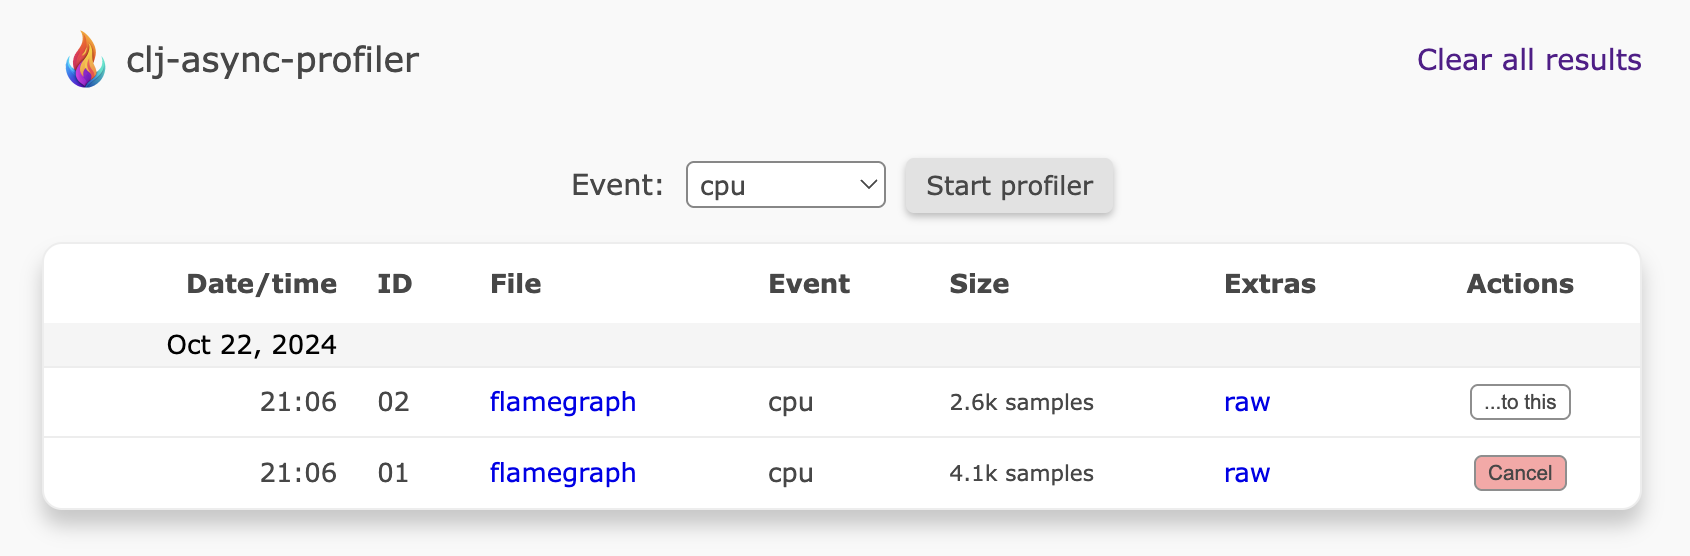 clj-async-profiler
Clear all results
Event: cpu Start profiler
Date/time ID File Event Size Extras Actions
Oct 22, 2024
21:06 02 flamegraph cpu 2.6k samples raw ...to this
21:06 01 flamegraph cpu 4.1k samples raw Cancel